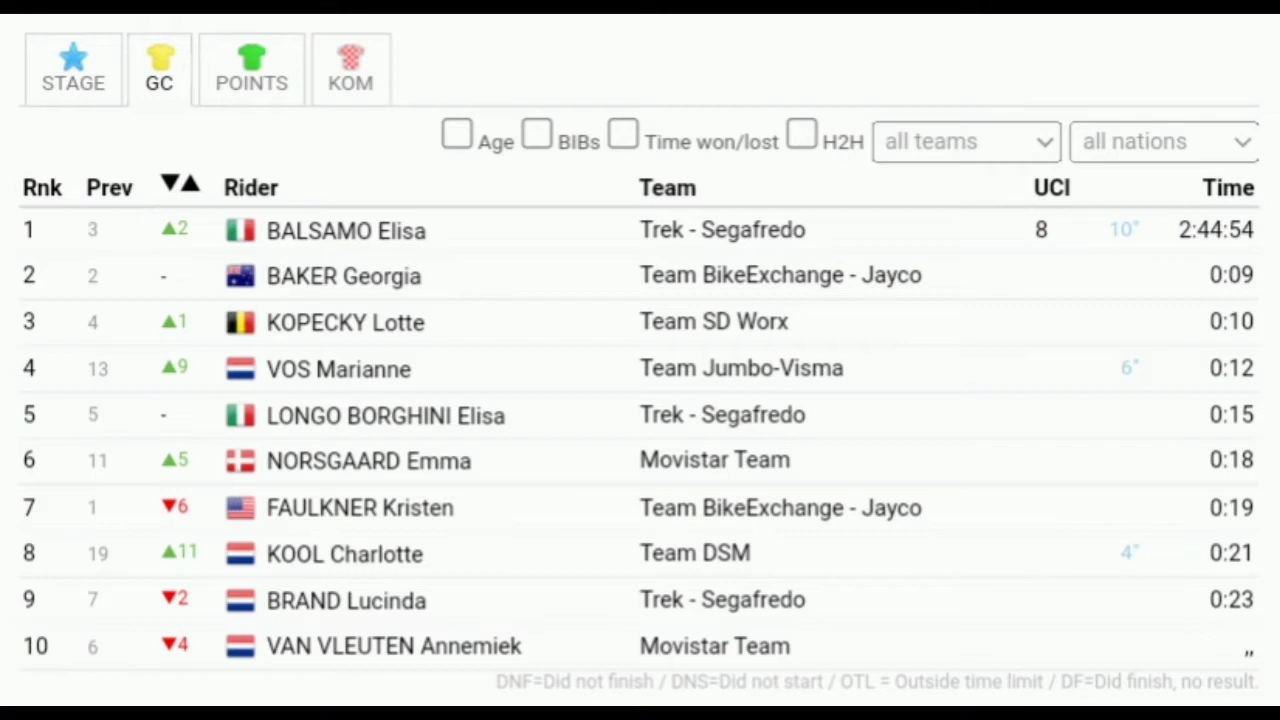 STAGE GC POINTS KOM
Age BIBs Time won/lost H2H all teams all nations
Rnk Prev ▼▲ Rider Team UCI Time
1 3 ▲2 BALSAMO Elisa Trek - Segafredo 8 10" 2:44:54
2 2 - BAKER Georgia Team BikeExchange - Jayco 0:09
3 4 ▲1 KOPECKY Lotte Team SD Worx 0:10
4 13 ▲9 VOS Marianne Team Jumbo-Visma 6" 0:12
5 5 - LONGO BORGHINI Elisa Trek - Segafredo 0:15
6 11 ▲5 NORSGAARD Emma Movistar Team 0:18
7 1 ▼6 FAULKNER Kristen Team BikeExchange - Jayco 0:19
8 19 ▲11 KOOL Charlotte Team DSM 4" 0:21
9 7 ▼2 BRAND Lucinda Trek - Segafredo 0:23
10 6 ▼4 VAN VLEUTEN Annemiek Movistar Team ,,
DNF=Did not finish / DNS=Did not start / OTL = Outside time limit / DF=Did finish, no result.